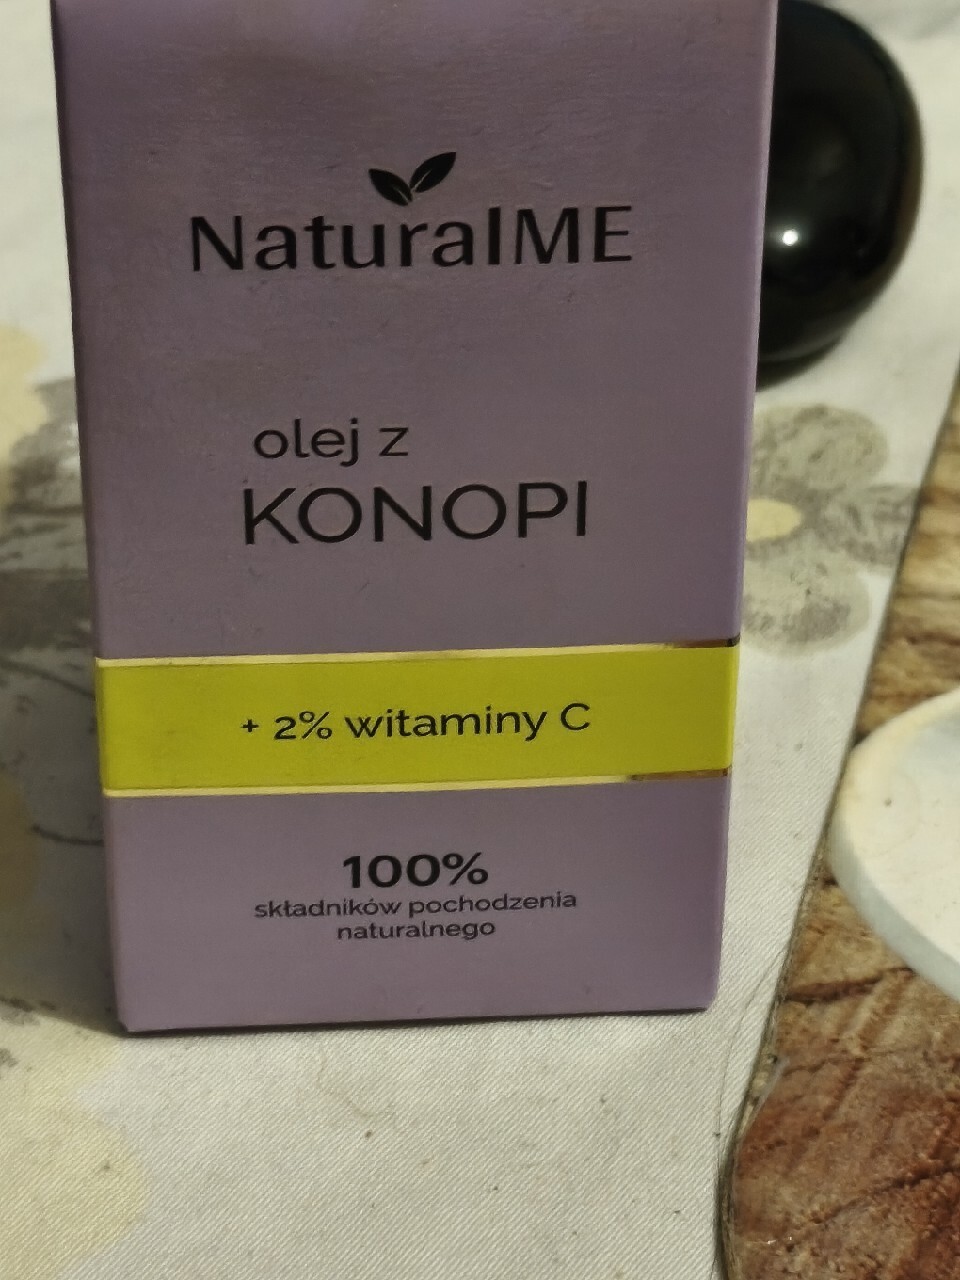 NaturalME
olej z
KONOPI
+ 2% witaminy C
100%
składników pochodzenia
naturalnego